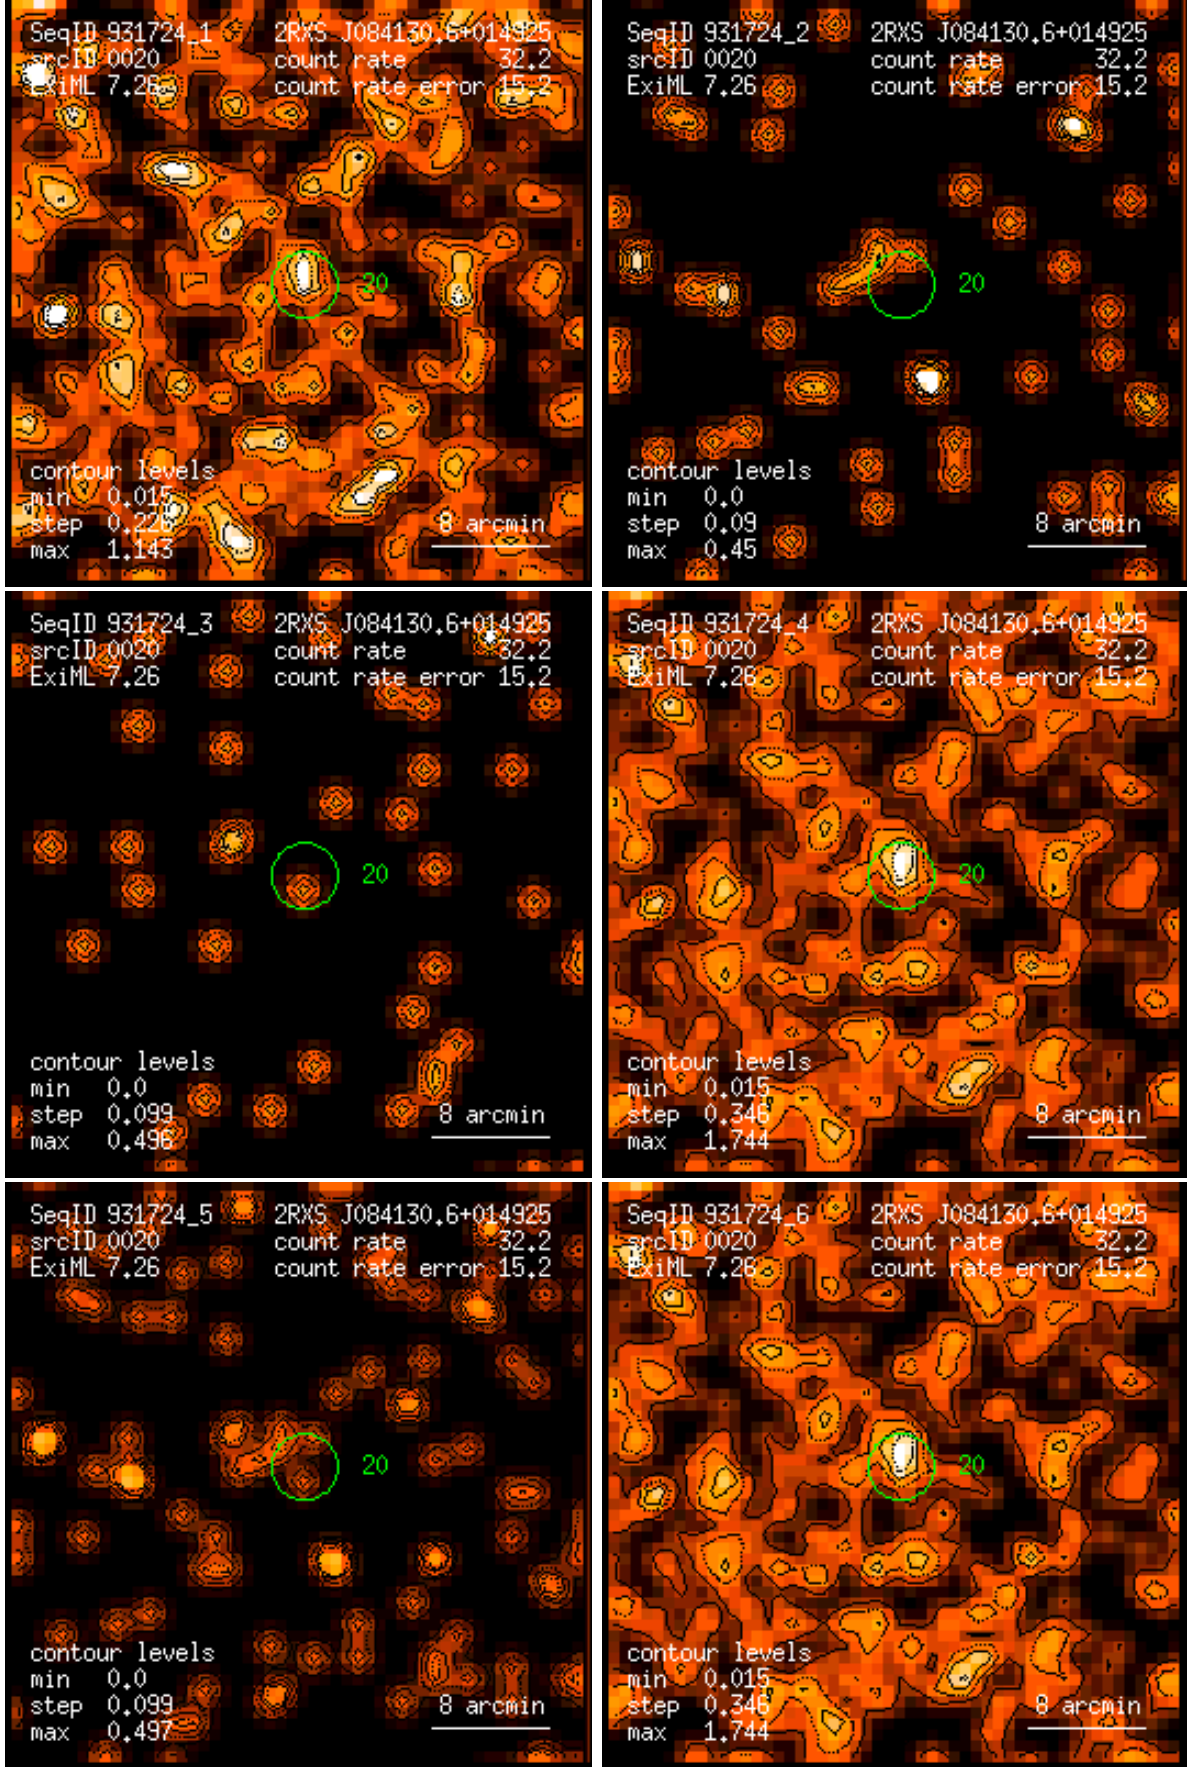 SeqID 931724_1 2RXS J084130.6+014925
srcID 0020 count rate 32.2
ExiML 7.26 count rate error 15.2
20
contour levels
min 0.015
step 0.226
max 1.143
8 arcmin
SeqID 931724_2 2RXS J084130.6+014925
srcID 0020 count rate 32.2
ExiML 7.26 count rate error 15.2
20
contour levels
min 0.0
step 0.09
max 0.45
8 arcmin
SeqID 931724_3 2RXS J084130.6+014925
srcID 0020 count rate 32.2
ExiML 7.26 count rate error 15.2
20
contour levels
min 0.0
step 0.099
max 0.496
8 arcmin
SeqID 931724_4 2RXS J084130.6+014925
srcID 0020 count rate 32.2
ExiML 7.26 count rate error 15.2
20
contour levels
min 0.015
step 0.346
max 1.744
8 arcmin
SeqID 931724_5 2RXS J084130.6+014925
srcID 0020 count rate 32.2
ExiML 7.26 count rate error 15.2
20
contour levels
min 0.0
step 0.099
max 0.497
8 arcmin
SeqID 931724_6 2RXS J084130.6+014925
srcID 0020 count rate 32.2
ExiML 7.26 count rate error 15.2
20
contour levels
min 0.015
step 0.346
max 1.744
8 arcmin